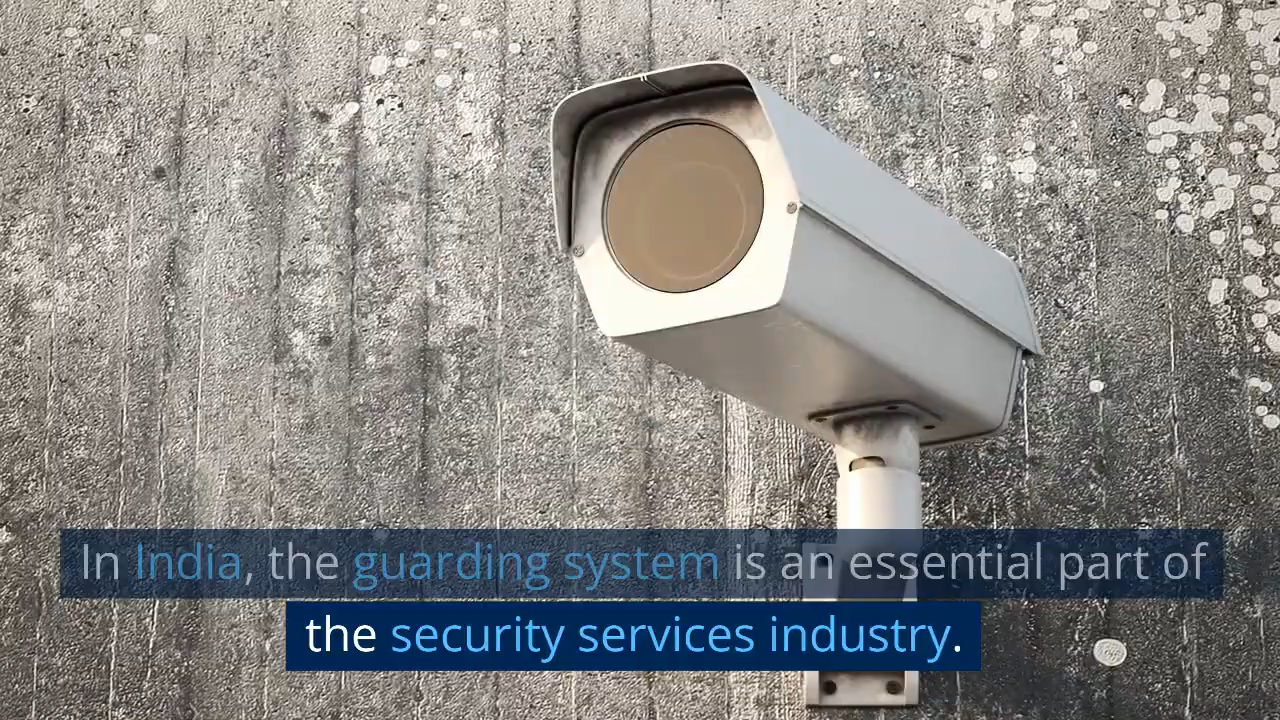 In India, the guarding system is an essential part of
the security services industry.